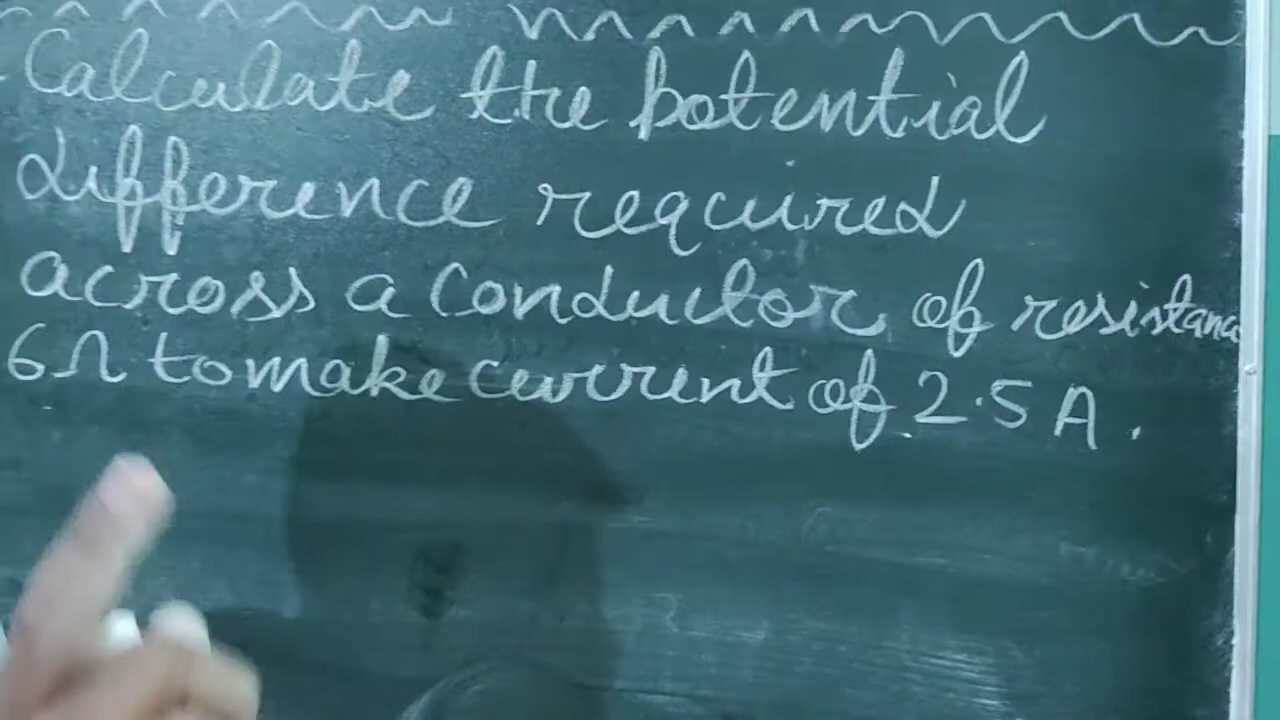 Calculate the potential
difference required
across a conductor of resistance
6Ω to make current of 2.5 A.